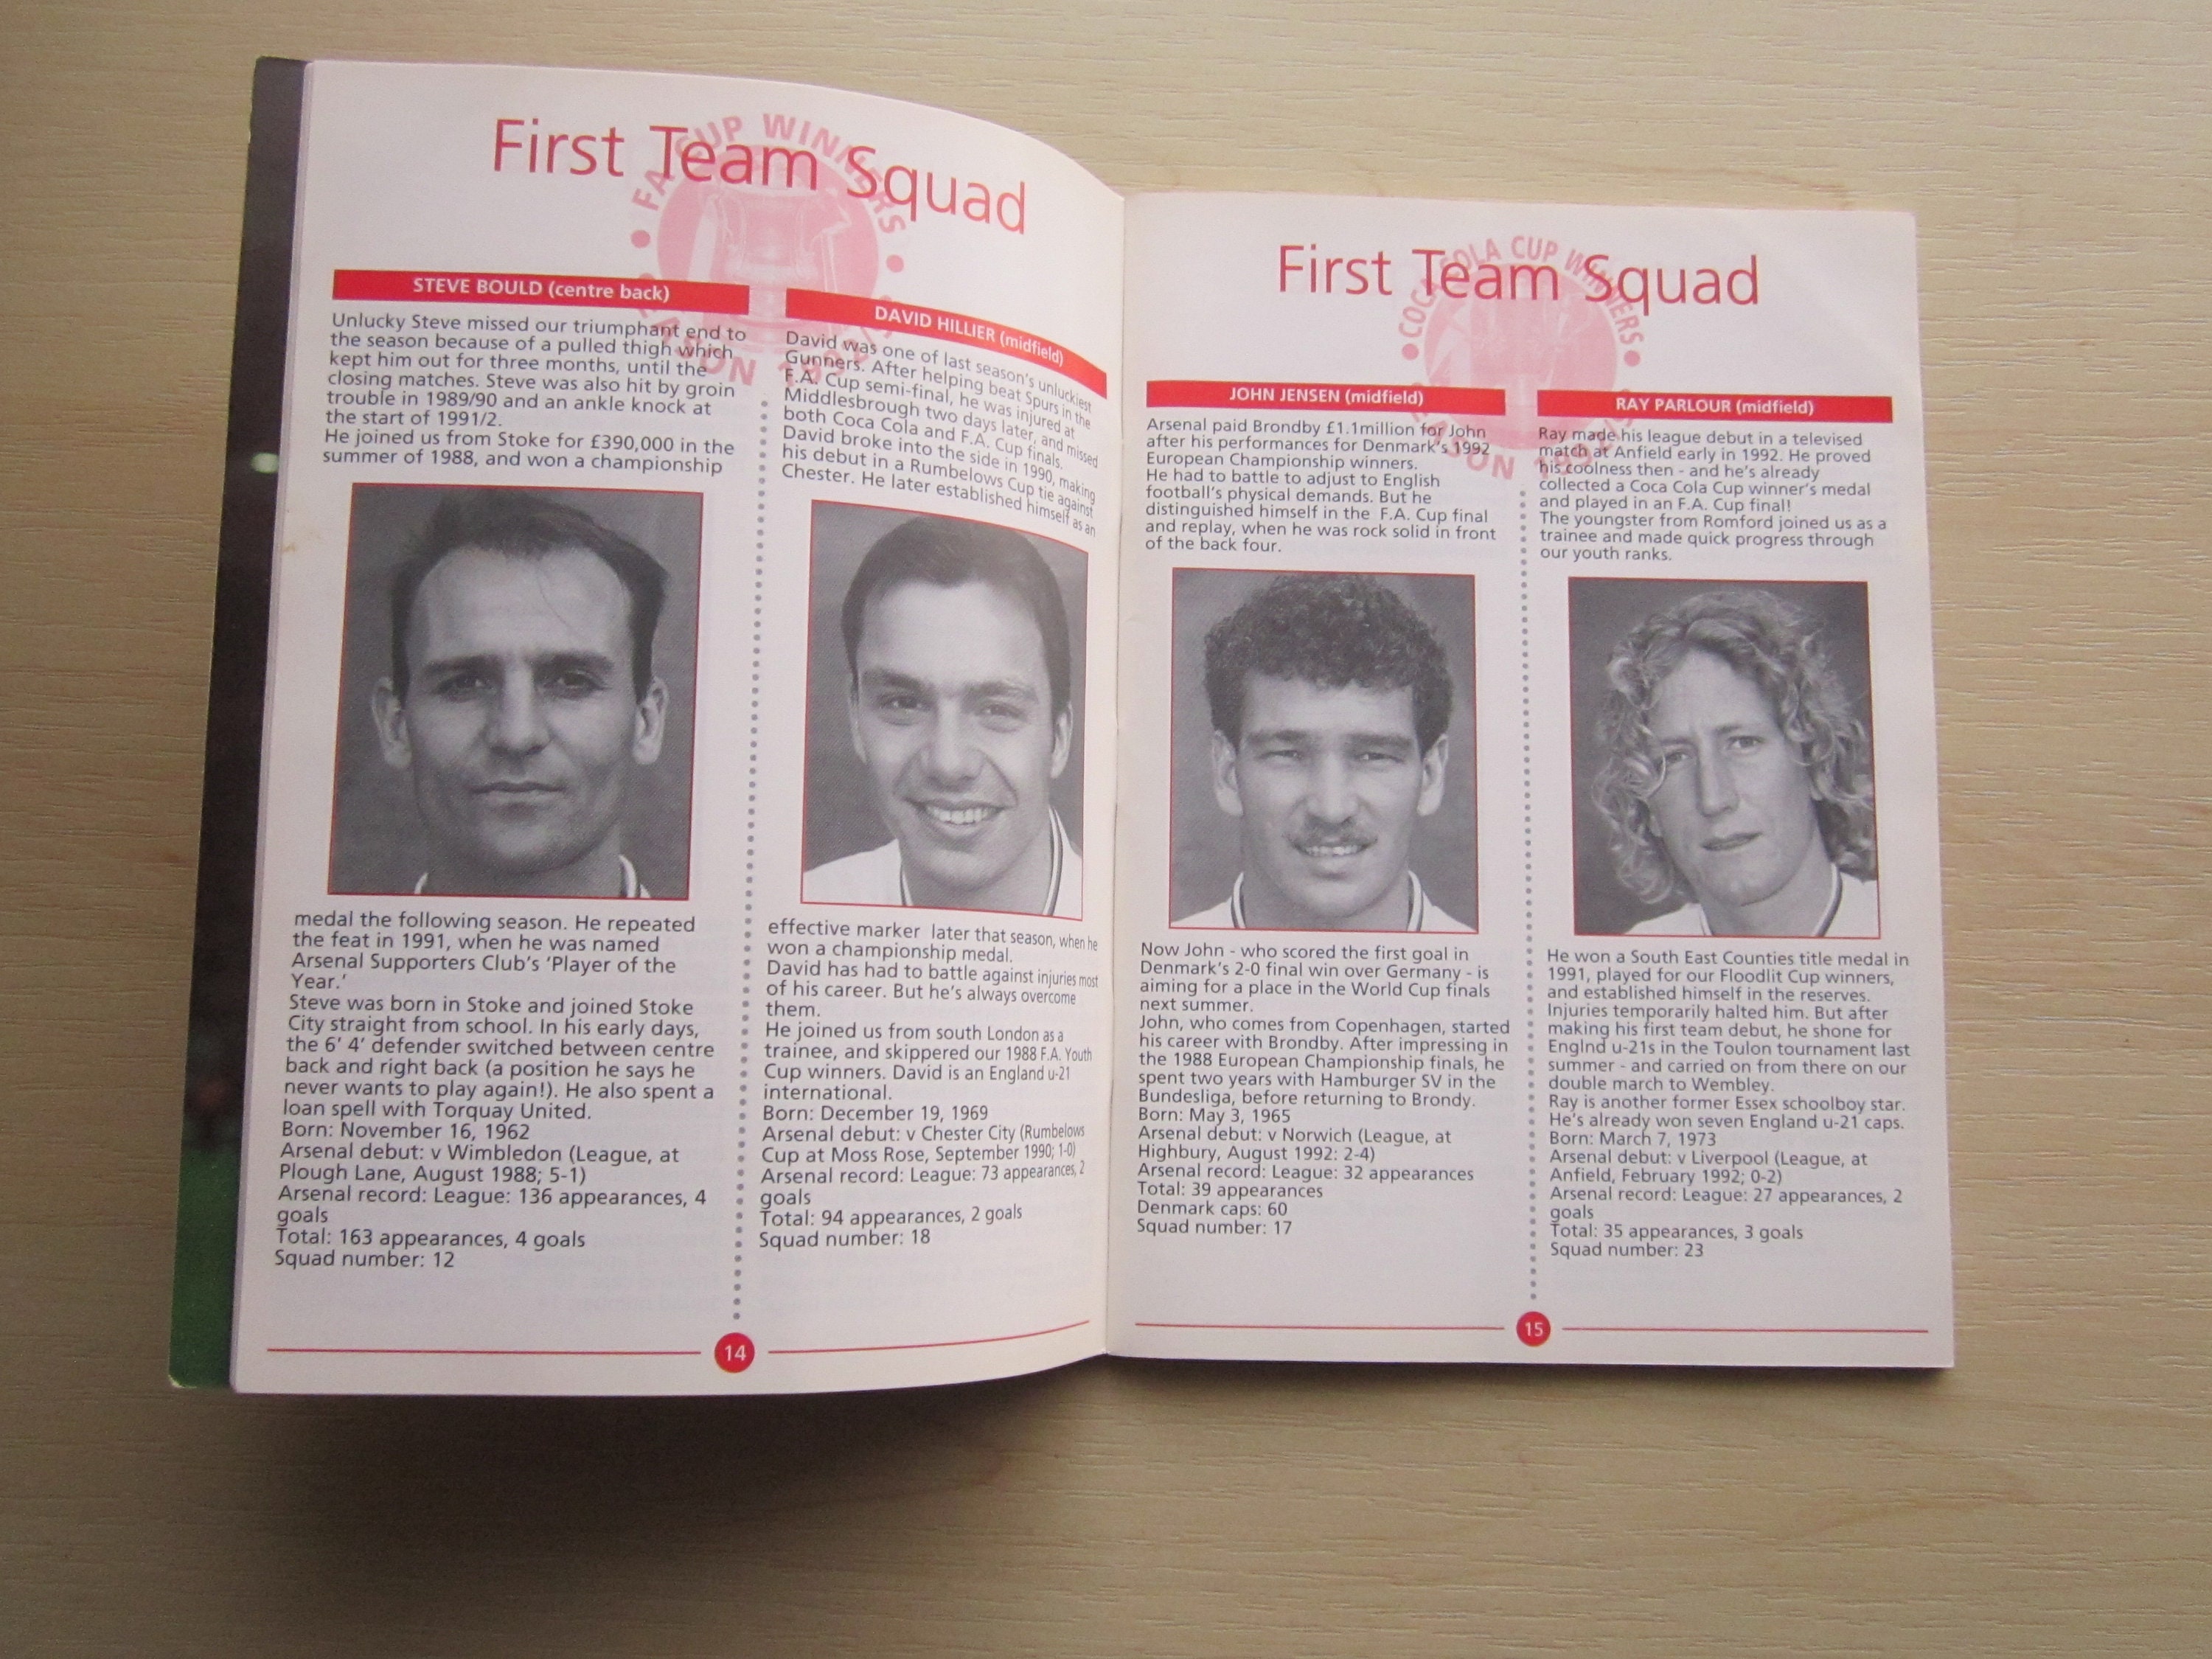 First Team Squad
FA CUP WINNERS
STEVE BOULD (centre back)
Unlucky Steve missed our triumphant end to
the season because of a pulled thigh which
kept him out for three months, until the
closing matches. Steve was also hit by groin
trouble in 1989/90 and an ankle knock at
the start of 1991/2.
He joined us from Stoke for £390,000 in the
summer of 1988, and won a championship
medal the following season. He repeated
the feat in 1991, when he was named
Arsenal Supporters Club's 'Player of the
Year.'
Steve was born in Stoke and joined Stoke
City straight from school. In his early days,
the 6' 4' defender switched between centre
back and right back (a position he says he
never wants to play again!). He also spent a
loan spell with Torquay United.
Born: November 16, 1962
Arsenal debut: v Wimbledon (League, at
Plough Lane, August 1988; 5-1)
Arsenal record: League: 136 appearances, 4
goals
Total: 163 appearances, 4 goals
Squad number: 12
DAVID HILLIER (midfield)
David was one of last season's unluckiest
Gunners. After helping beat Spurs in the
F.A. Cup semi-final, he was injured at
Middlesbrough two days later, and missed
both Coca Cola and F.A. Cup finals.
David broke into the side in 1990, making
his debut in a Rumbelows Cup tie against
Chester. He later established himself as an
effective marker later that season, when he
won a championship medal.
David has had to battle against injuries most
of his career. But he's always overcome
them.
He joined us from south London as a
trainee, and skippered our 1988 F.A. Youth
Cup winners. David is an England u-21
international.
Born: December 19, 1969
Arsenal debut: v Chester City (Rumbelows
Cup at Moss Rose, September 1990; 1-0)
Arsenal record: League: 73 appearances, 2
goals
Total: 94 appearances, 2 goals
Squad number: 18
14
First Team Squad
COCA COLA CUP WINNERS
JOHN JENSEN (midfield)
Arsenal paid Brondby £1.1million for John
after his performances for Denmark's 1992
European Championship winners.
He had to battle to adjust to English
football's physical demands. But he
distinguished himself in the F.A. Cup final
and replay, when he was rock solid in front
of the back four.
Now John - who scored the first goal in
Denmark's 2-0 final win over Germany - is
aiming for a place in the World Cup finals
next summer.
John, who comes from Copenhagen, started
his career with Brondby. After impressing in
the 1988 European Championship finals, he
spent two years with Hamburger SV in the
Bundesliga, before returning to Brondy.
Born: May 3, 1965
Arsenal debut: v Norwich (League, at
Highbury, August 1992: 2-4)
Arsenal record: League: 32 appearances
Total: 39 appearances
Denmark caps: 60
Squad number: 17
RAY PARLOUR (midfield)
Ray made his league debut in a televised
match at Anfield early in 1992. He proved
his coolness then - and he's already
collected a Coca Cola Cup winner's medal
and played in an F.A. Cup final!
The youngster from Romford joined us as a
trainee and made quick progress through
our youth ranks.
He won a South East Counties title medal in
1991, played for our Floodlit Cup winners,
and established himself in the reserves.
Injuries temporarily halted him. But after
making his first team debut, he shone for
Englnd u-21s in the Toulon tournament last
summer - and carried on from there on our
double march to Wembley.
Ray is another former Essex schoolboy star.
He's already won seven England u-21 caps.
Born: March 7, 1973
Arsenal debut: v Liverpool (League, at
Anfield, February 1992; 0-2)
Arsenal record: League: 27 appearances, 2
goals
Total: 35 appearances, 3 goals
Squad number: 23
15